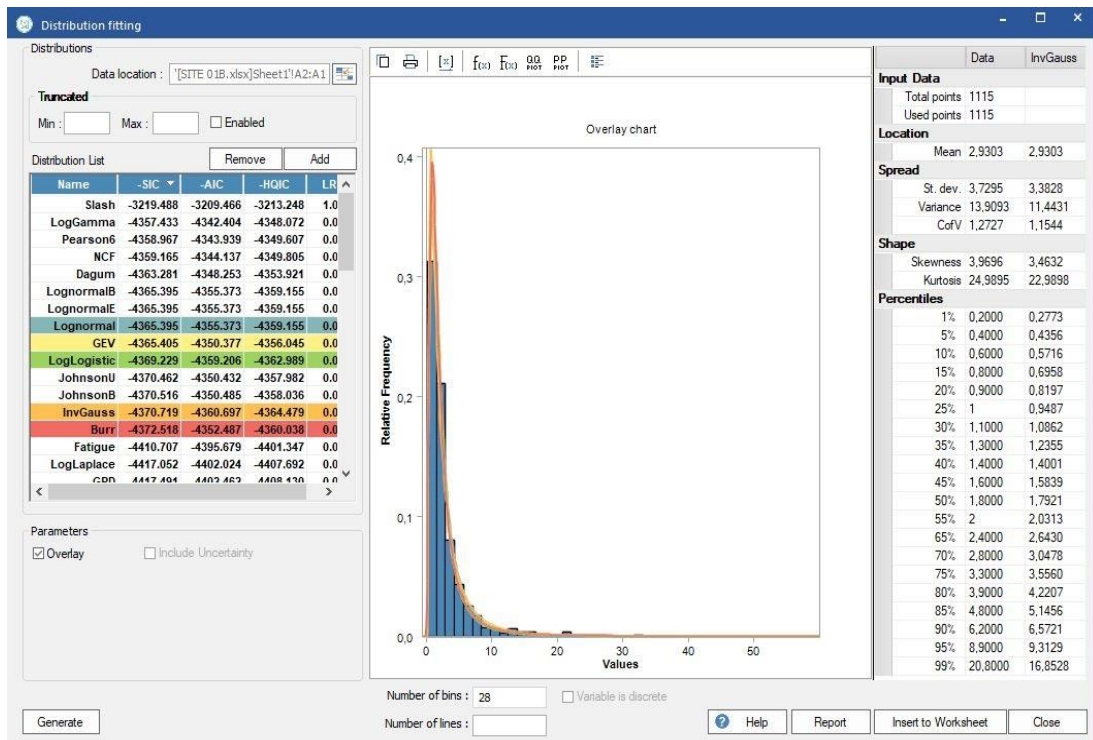 Distribution fitting
Distributions
Data location : '[SITE 01B.xlsx]Sheet1'!A2:A1
Truncated
Min : Max : Enabled
Distribution List Remove Add
Name -SIC -AIC -HQIC LR
Slash -3219.488 -3209.466 -3213.248 1.0
LogGamma -4357.433 -4342.404 -4348.072 0.0
Pearson6 -4358.967 -4343.939 -4349.607 0.0
NCF -4359.165 -4344.137 -4349.805 0.0
Dagum -4363.281 -4348.253 -4353.921 0.0
LognormalB -4365.395 -4355.373 -4359.155 0.0
LognormalE -4365.395 -4355.373 -4359.155 0.0
Lognormal -4365.395 -4355.373 -4359.155 0.0
GEV -4365.405 -4350.377 -4356.045 0.0
LogLogistic -4369.229 -4359.206 -4362.989 0.0
JohnsonU -4370.462 -4350.432 -4357.982 0.0
JohnsonB -4370.516 -4350.485 -4358.036 0.0
InvGauss -4370.719 -4360.697 -4364.479 0.0
Burr -4372.518 -4352.487 -4360.038 0.0
Fatigue -4410.707 -4395.679 -4401.347 0.0
LogLaplace -4417.052 -4402.024 -4407.692 0.0
GPD -4417.491 -4402.463 -4408.130 0.0
Parameters
Overlay Include Uncertainty
Generate
f(x) F(x) QQ PLOT PP PLOT
Overlay chart
Relative Frequency
0,4
0,3
0,2
0,1
0,0
0 10 20 30 40 50
Values
Number of bins : 28 Variable is discrete
Number of lines :
Data InvGauss
Input Data
Total points 1115
Used points 1115
Location
Mean 2,9303 2,9303
Spread
St. dev. 3,7295 3,3828
Variance 13,9093 11,4431
CofV 1,2727 1,1544
Shape
Skewness 3,9696 3,4632
Kurtosis 24,9895 22,9898
Percentiles
1% 0,2000 0,2773
5% 0,4000 0,4356
10% 0,6000 0,5716
15% 0,8000 0,6958
20% 0,9000 0,8197
25% 1 0,9487
30% 1,1000 1,0862
35% 1,3000 1,2355
40% 1,4000 1,4001
45% 1,6000 1,5839
50% 1,8000 1,7921
55% 2 2,0313
65% 2,4000 2,6430
70% 2,8000 3,0478
75% 3,3000 3,5560
80% 3,9000 4,2207
85% 4,8000 5,1456
90% 6,2000 6,5721
95% 8,9000 9,3129
99% 20,8000 16,8528
Help Report Insert to Worksheet Close